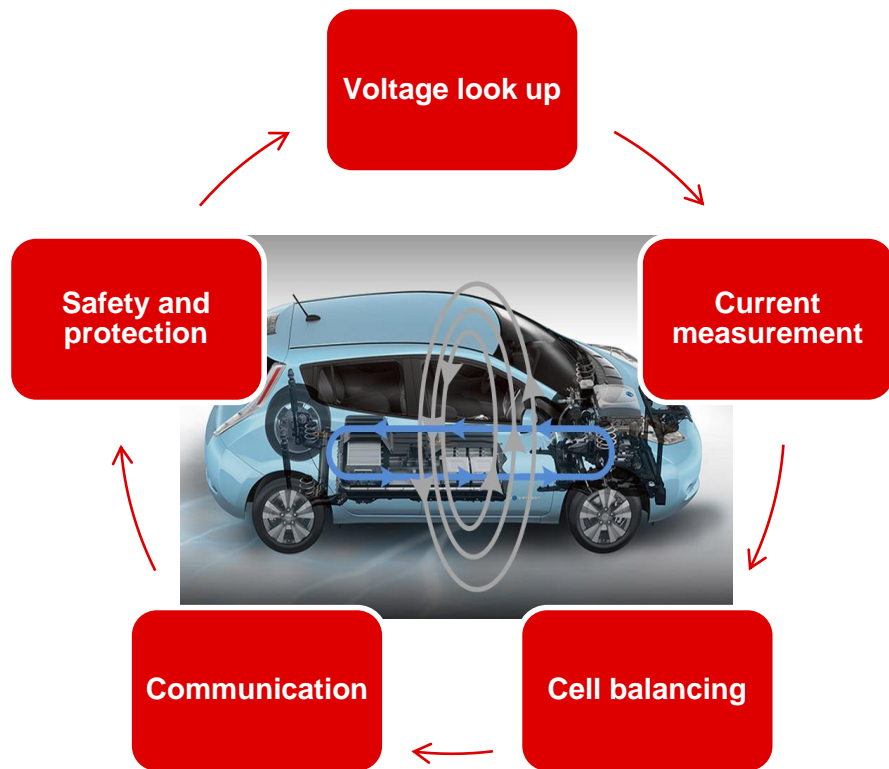 Voltage look up
Current
measurement
Cell balancing
Communication
Safety and
protection